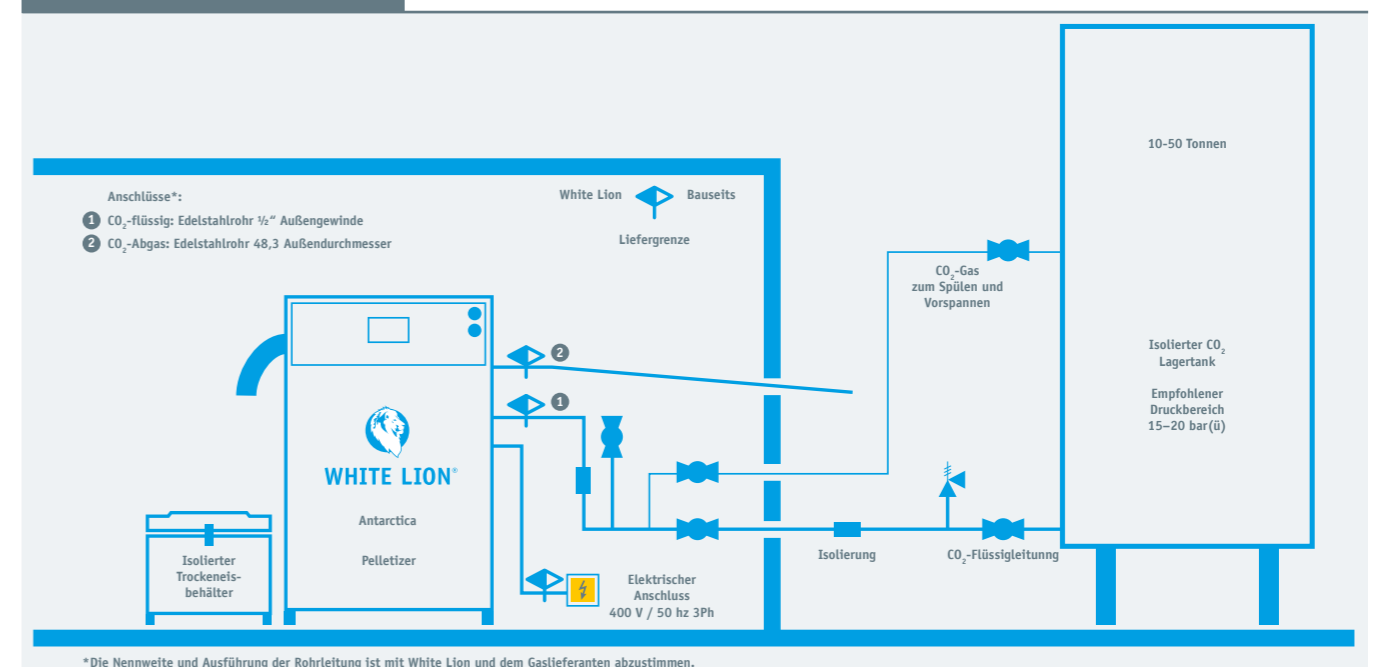 10-50 Tonnen
Anschlüsse*:
1 CO₂-flüssig: Edelstahlrohr ½“ Außengewinde
2 CO₂-Abgas: Edelstahlrohr 48,3 Außendurchmesser
White Lion
Bauseits
Liefergrenze
CO₂-Gas
zum Spülen und
Vorspannen
Isolierter CO₂
Lagertank
Empfohlener
Druckbereich
15–20 bar(ü)
2
1
WHITE LION®
Antarctica
Pelletizer
Isolierter
Trockeneis-
behälter
Isolierung
CO₂-Flüssigleitunng
Elektrischer
Anschluss
400 V / 50 hz 3Ph
*Die Nennweite und Ausführung der Rohrleitung ist mit White Lion und dem Gaslieferanten abzustimmen.